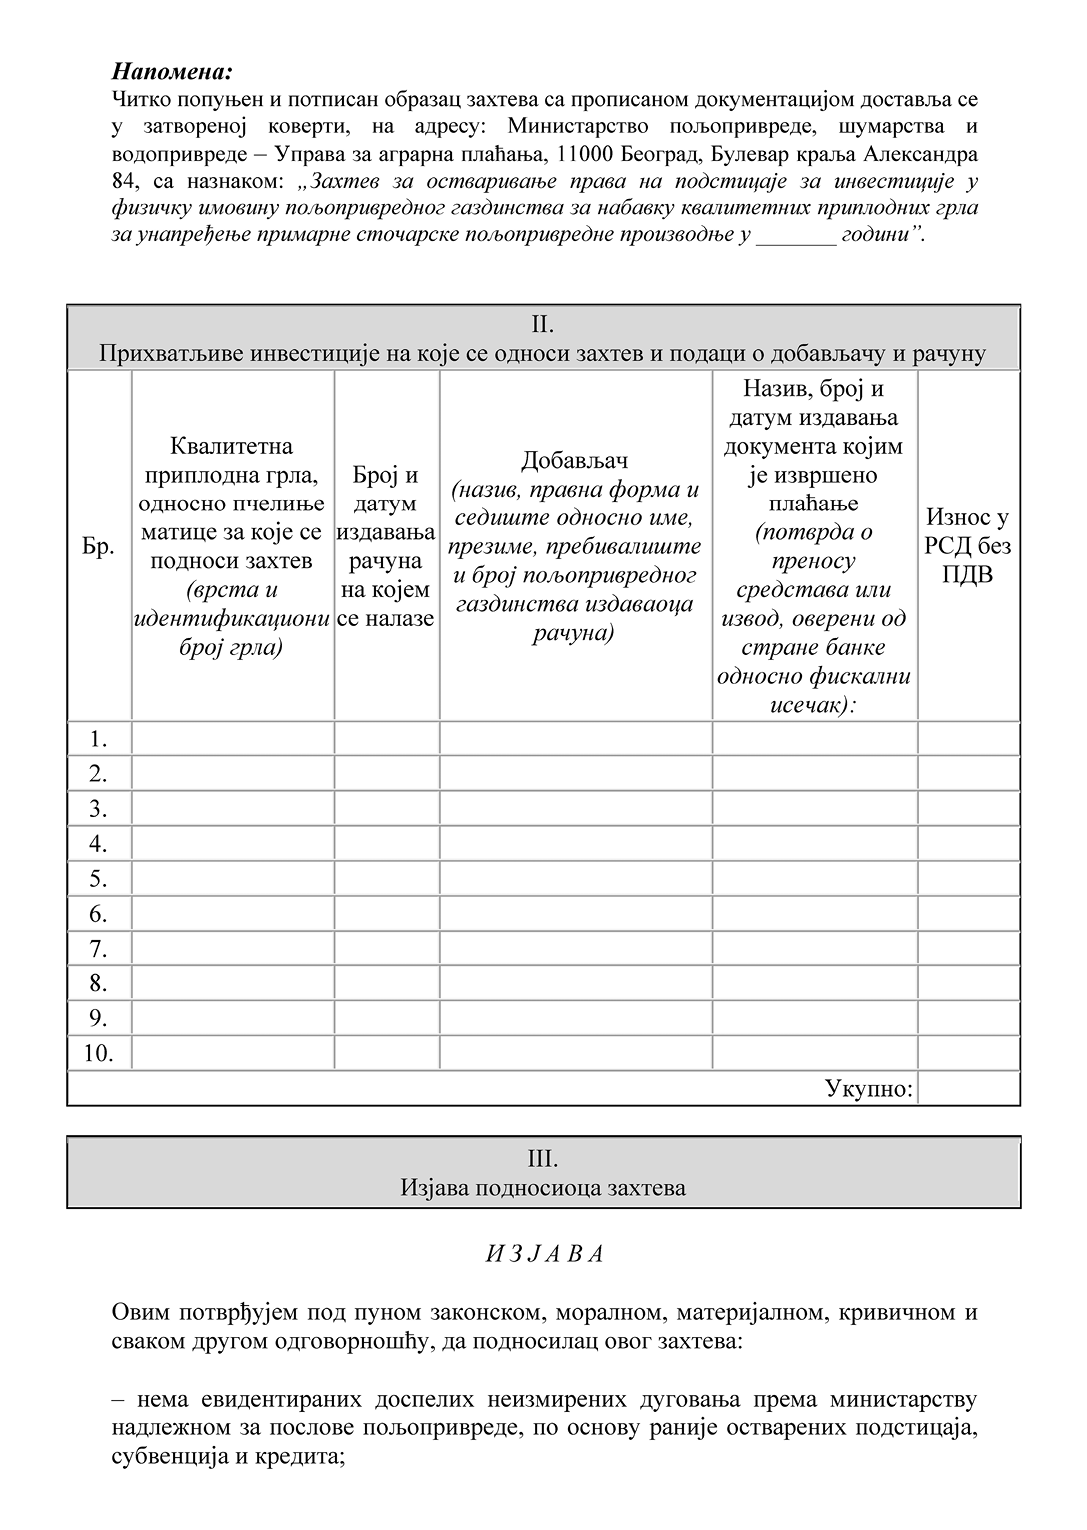 Напомена:
Читко попуњен и потписан образац захтева са прописаном документацијом доставља се
у затвореној коверти, на адресу: Министарство пољопривреде, шумарства и
водопривреде – Управа за аграрна плаћања, 11000 Београд, Булевар краља Александра
84, са назнаком: „Захтев за остваривање права на подстицаје за инвестиције у
физичку имовину пољопривредног газдинства за набавку квалитетних приплодних грла
за унапређење примарне сточарске пољопривредне производње у _______ години”.
II.
Прихватљиве инвестиције на које се односи захтев и подаци о добављачу и рачуну
Бр.
Квалитетна
приплодна грла,
односно пчелиње
матице за које се
подноси захтев
(врста и
идентификациони
број грла)
Број и
датум
издавања
рачуна
на којем
се налазе
Добављач
(назив, правна форма и
седиште односно име,
презиме, пребивалиште
и број пољопривредног
газдинства издаваоца
рачуна)
Назив, број и
датум издавања
документа којим
је извршено
плаћање
(потврда о
преносу
средстава или
извод, оверени од
стране банке
односно фискални
исечак):
Износ у
РСД без
ПДВ
1.
2.
3.
4.
5.
6.
7.
8.
9.
10.
Укупно:
III.
Изјава подносиоца захтева
И З Ј А В А
Овим потврђујем под пуном законском, моралном, материјалном, кривичном и
сваком другом одговорношћу, да подносилац овог захтева:
– нема евидентираних доспелих неизмирених дуговања према министарству
надлежном за послове пољопривреде, по основу раније остварених подстицаја,
субвенција и кредита;